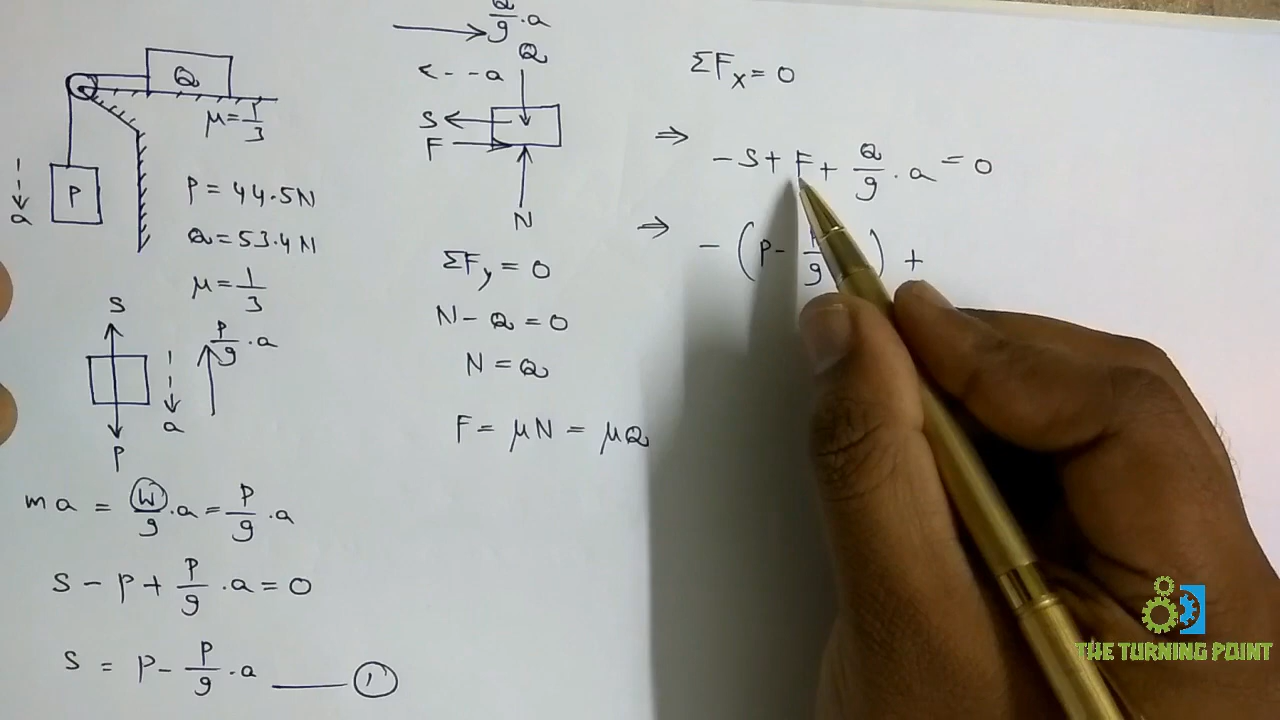 Q
μ=1/3
P
a
P = 44.5N
Q = 53.4N
μ = 1/3
S
P/g .a
a
P
ma = W/g .a = P/g .a
S - P + P/g .a = 0
S = P - P/g .a —— 1
Q/g .a
Q
<---a
S
F
N
ΣFy = 0
N - Q = 0
N = Q
F = μN = μQ
ΣFx = 0
⇒ -S + F + Q/g .a = 0
⇒ -(P - P/g ) +
THE TURNING POINT